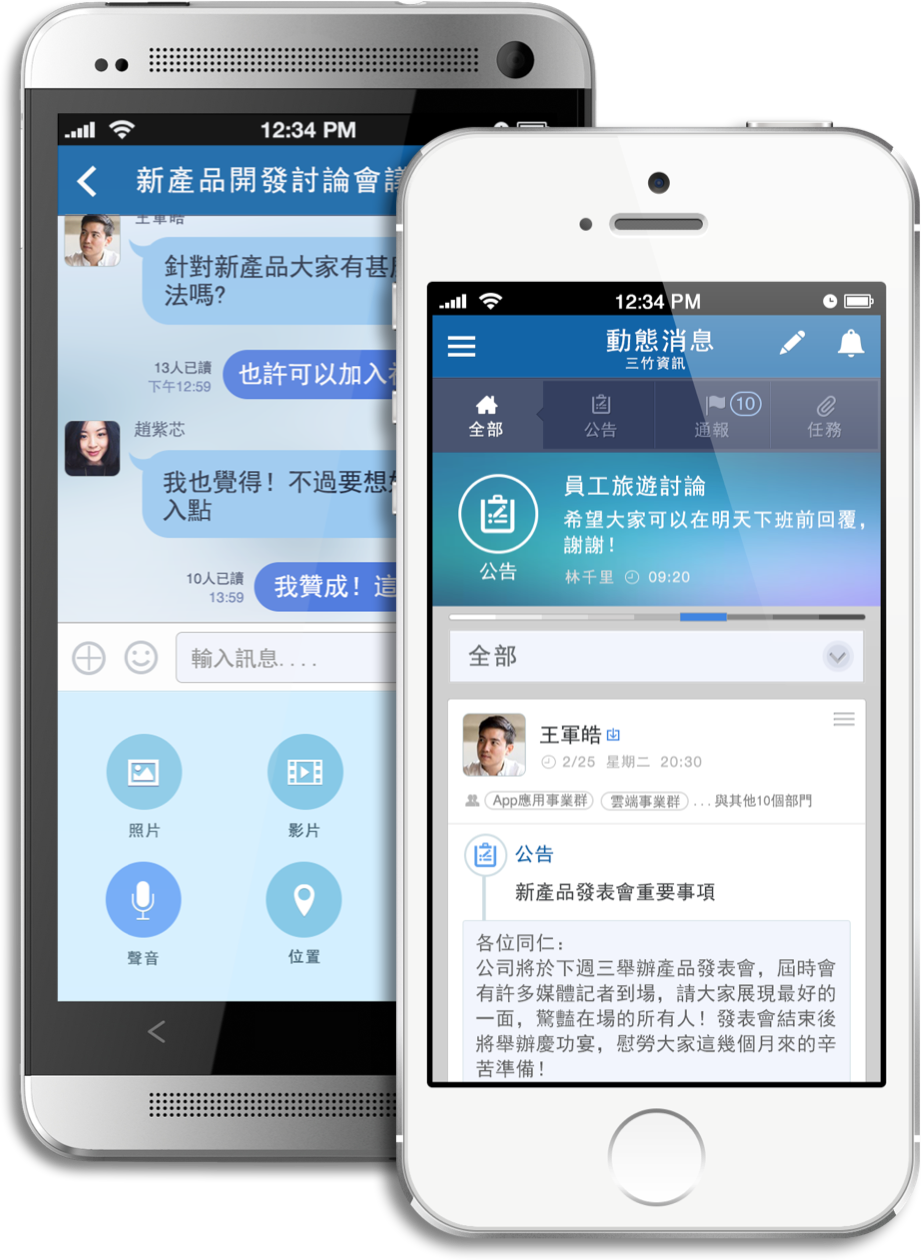 12:34 PM
新產品開發討論會議
王軍皓
針對新產品大家有甚
法嗎?
13人已讀
下午12:59
也許可以加入
趙紫芯
我也覺得！不過要想
入點
10人已讀
13:59
我贊成！這
輸入訊息....
照片
影片
聲音
位置
12:34 PM
動態消息
三竹資訊
全部
公告
10
通報
任務
公告
員工旅遊討論
希望大家可以在明天下班前回覆，
謝謝！
林千里 09:20
全部
王軍皓
2/25 星期二 20:30
App應用事業群 雲端事業群 ...與其他10個部門
公告
新產品發表會重要事項
各位同仁：
公司將於下週三舉辦產品發表會，屆時會
有許多媒體記者到場，請大家展現最好的
一面，驚豔在場的所有人！發表會結束後
將舉辦慶功宴，慰勞大家這幾個月來的辛
苦準備！